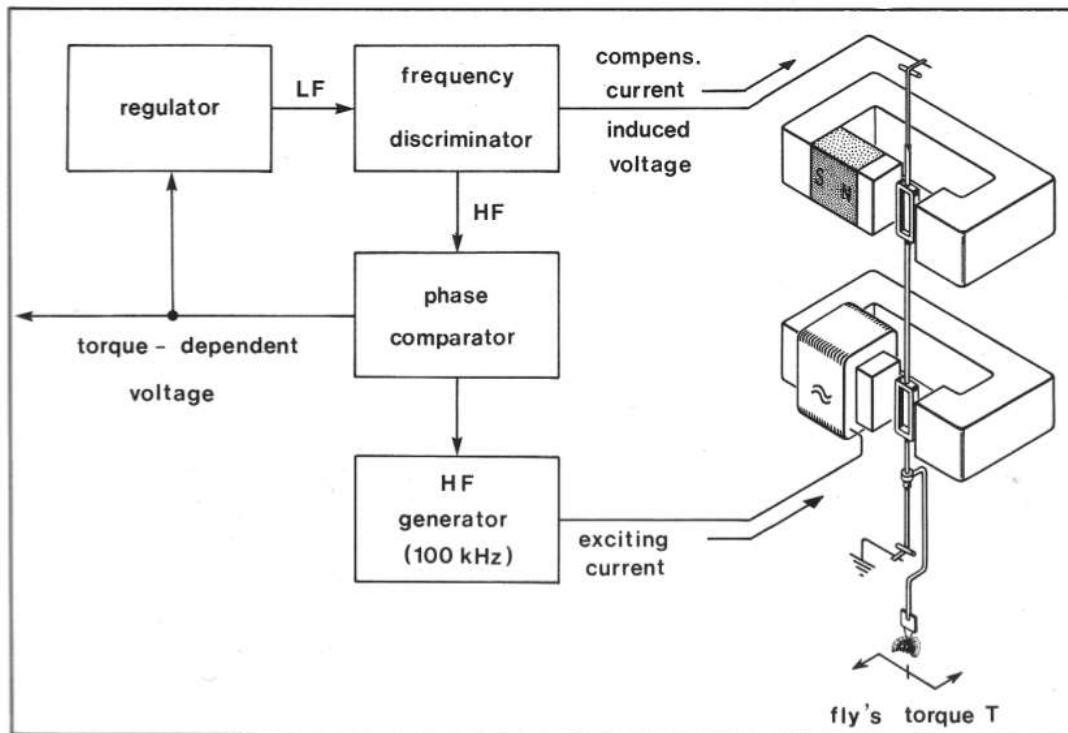 regulator
LF
frequency
discriminator
compens.
current
induced
voltage
S N
HF
phase
comparator
torque - dependent
voltage
HF
generator
(100 kHz)
exciting
current
~
fly's torque T